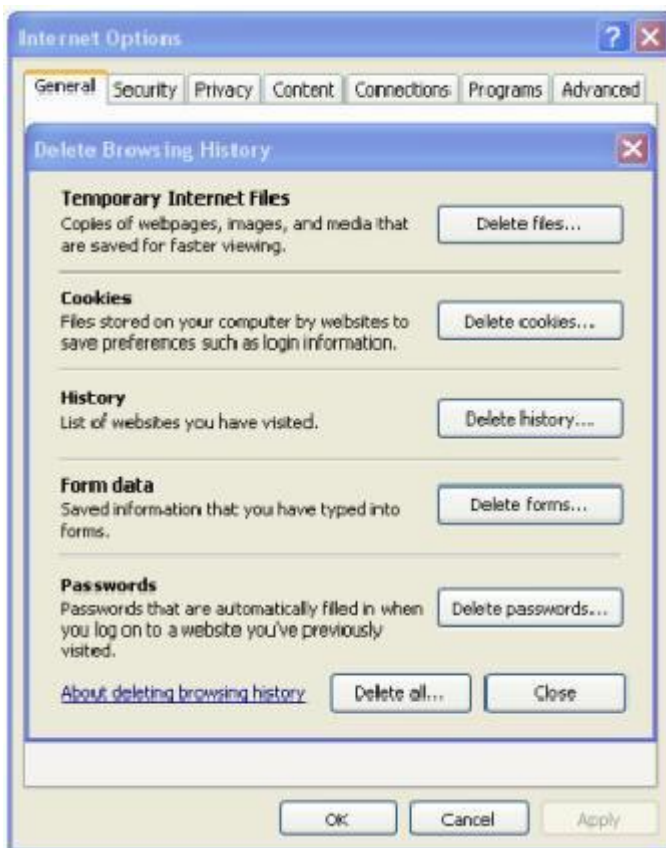 Internet Options
General Security Privacy Content Connections Programs Advanced
Delete Browsing History
Temporary Internet Files
Copies of webpages, images, and media that
are saved for faster viewing.
Delete files...
Cookies
Files stored on your computer by websites to
save preferences such as login information.
Delete cookies...
History
List of websites you have visited.
Delete history...
Form data
Saved information that you have typed into
forms.
Delete forms...
Passwords
Passwords that are automatically filled in when
you log on to a website you've previously
visited.
Delete passwords...
About deleting browsing history
Delete all...
Close
OK
Cancel
Apply